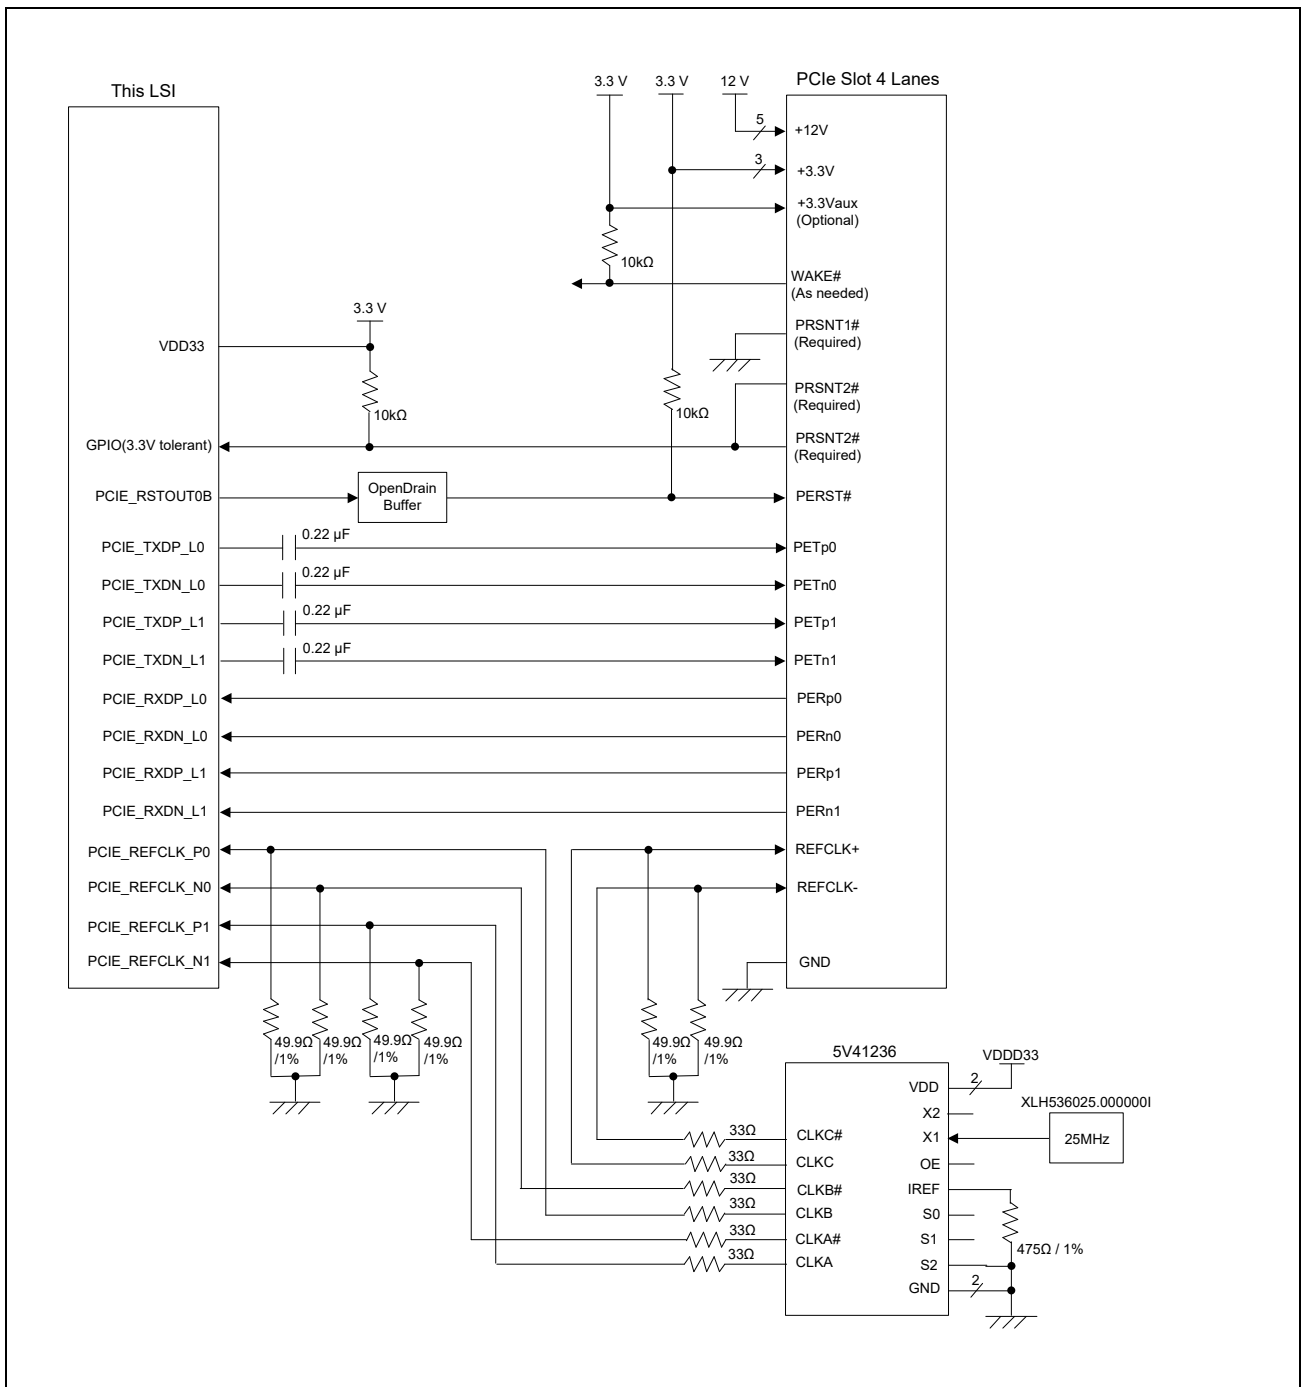 This LSI
3.3 V
3.3 V
12 V
PCIe Slot 4 Lanes
5
+12V
3
+3.3V
+3.3Vaux
(Optional)
10kΩ
WAKE#
(As needed)
3.3 V
PRSNT1#
(Required)
VDD33
10kΩ
10kΩ
PRSNT2#
(Required)
GPIO(3.3V tolerant)
PRSNT2#
(Required)
PCIE_RSTOUT0B
OpenDrain
Buffer
PERST#
PCIE_TXDP_L0
0.22 µF
PETp0
PCIE_TXDN_L0
0.22 µF
PETn0
PCIE_TXDP_L1
0.22 µF
PETp1
PCIE_TXDN_L1
0.22 µF
PETn1
PCIE_RXDP_L0
PERp0
PCIE_RXDN_L0
PERn0
PCIE_RXDP_L1
PERp1
PCIE_RXDN_L1
PERn1
PCIE_REFCLK_P0
REFCLK+
PCIE_REFCLK_N0
REFCLK-
PCIE_REFCLK_P1
PCIE_REFCLK_N1
GND
49.9Ω
/1%
49.9Ω
/1%
49.9Ω
/1%
49.9Ω
/1%
49.9Ω
/1%
49.9Ω
/1%
5V41236
VDDD33
VDD
2
X2
XLH536025.000000I
33Ω
CLKC#
X1
25MHz
33Ω
CLKC
OE
33Ω
CLKB#
IREF
33Ω
CLKB
S0
33Ω
CLKA#
S1
475Ω / 1%
33Ω
CLKA
S2
GND
2